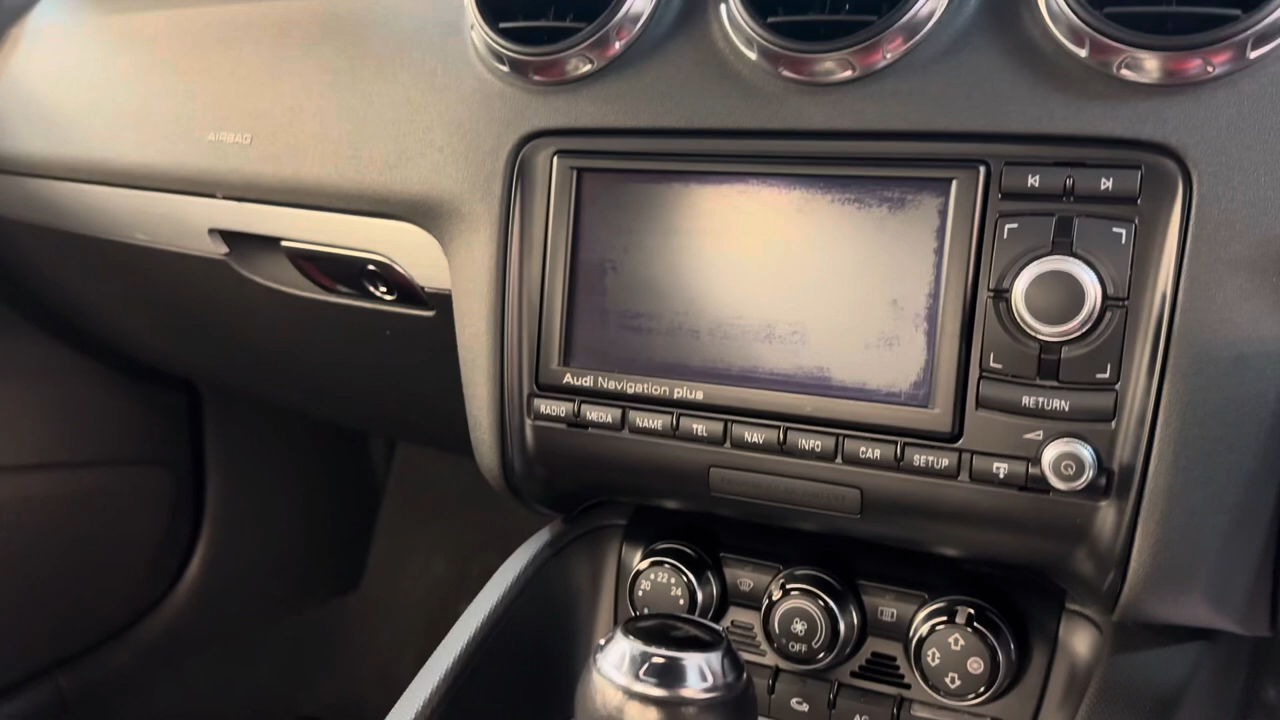 AIRBAG
Audi Navigation plus
RADIO MEDIA NAME TEL NAV INFO CAR SETUP
RETURN
20 22 24
OFF